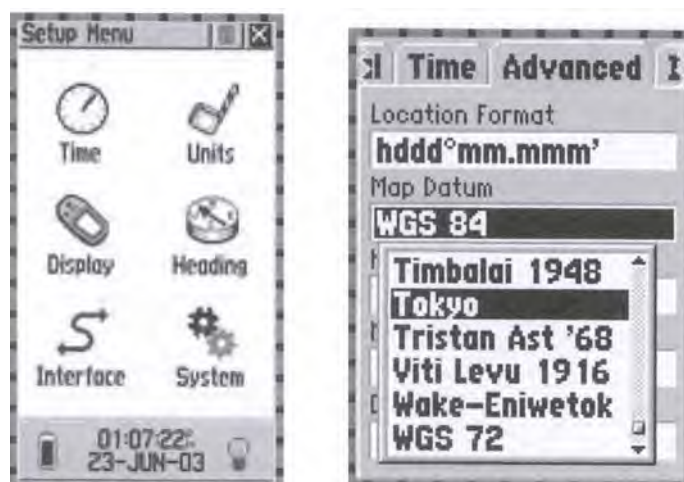 Setup Menu
Time
Units
Display
Heading
Interface
System
01:07:22
23-JUN-03
Time
Advanced
Location Format
hddd°mm.mmm'
Map Datum
WGS 84
Timbalai 1948
Tokyo
Tristan Ast '68
Viti Levu 1916
Wake-Eniwetok
WGS 72